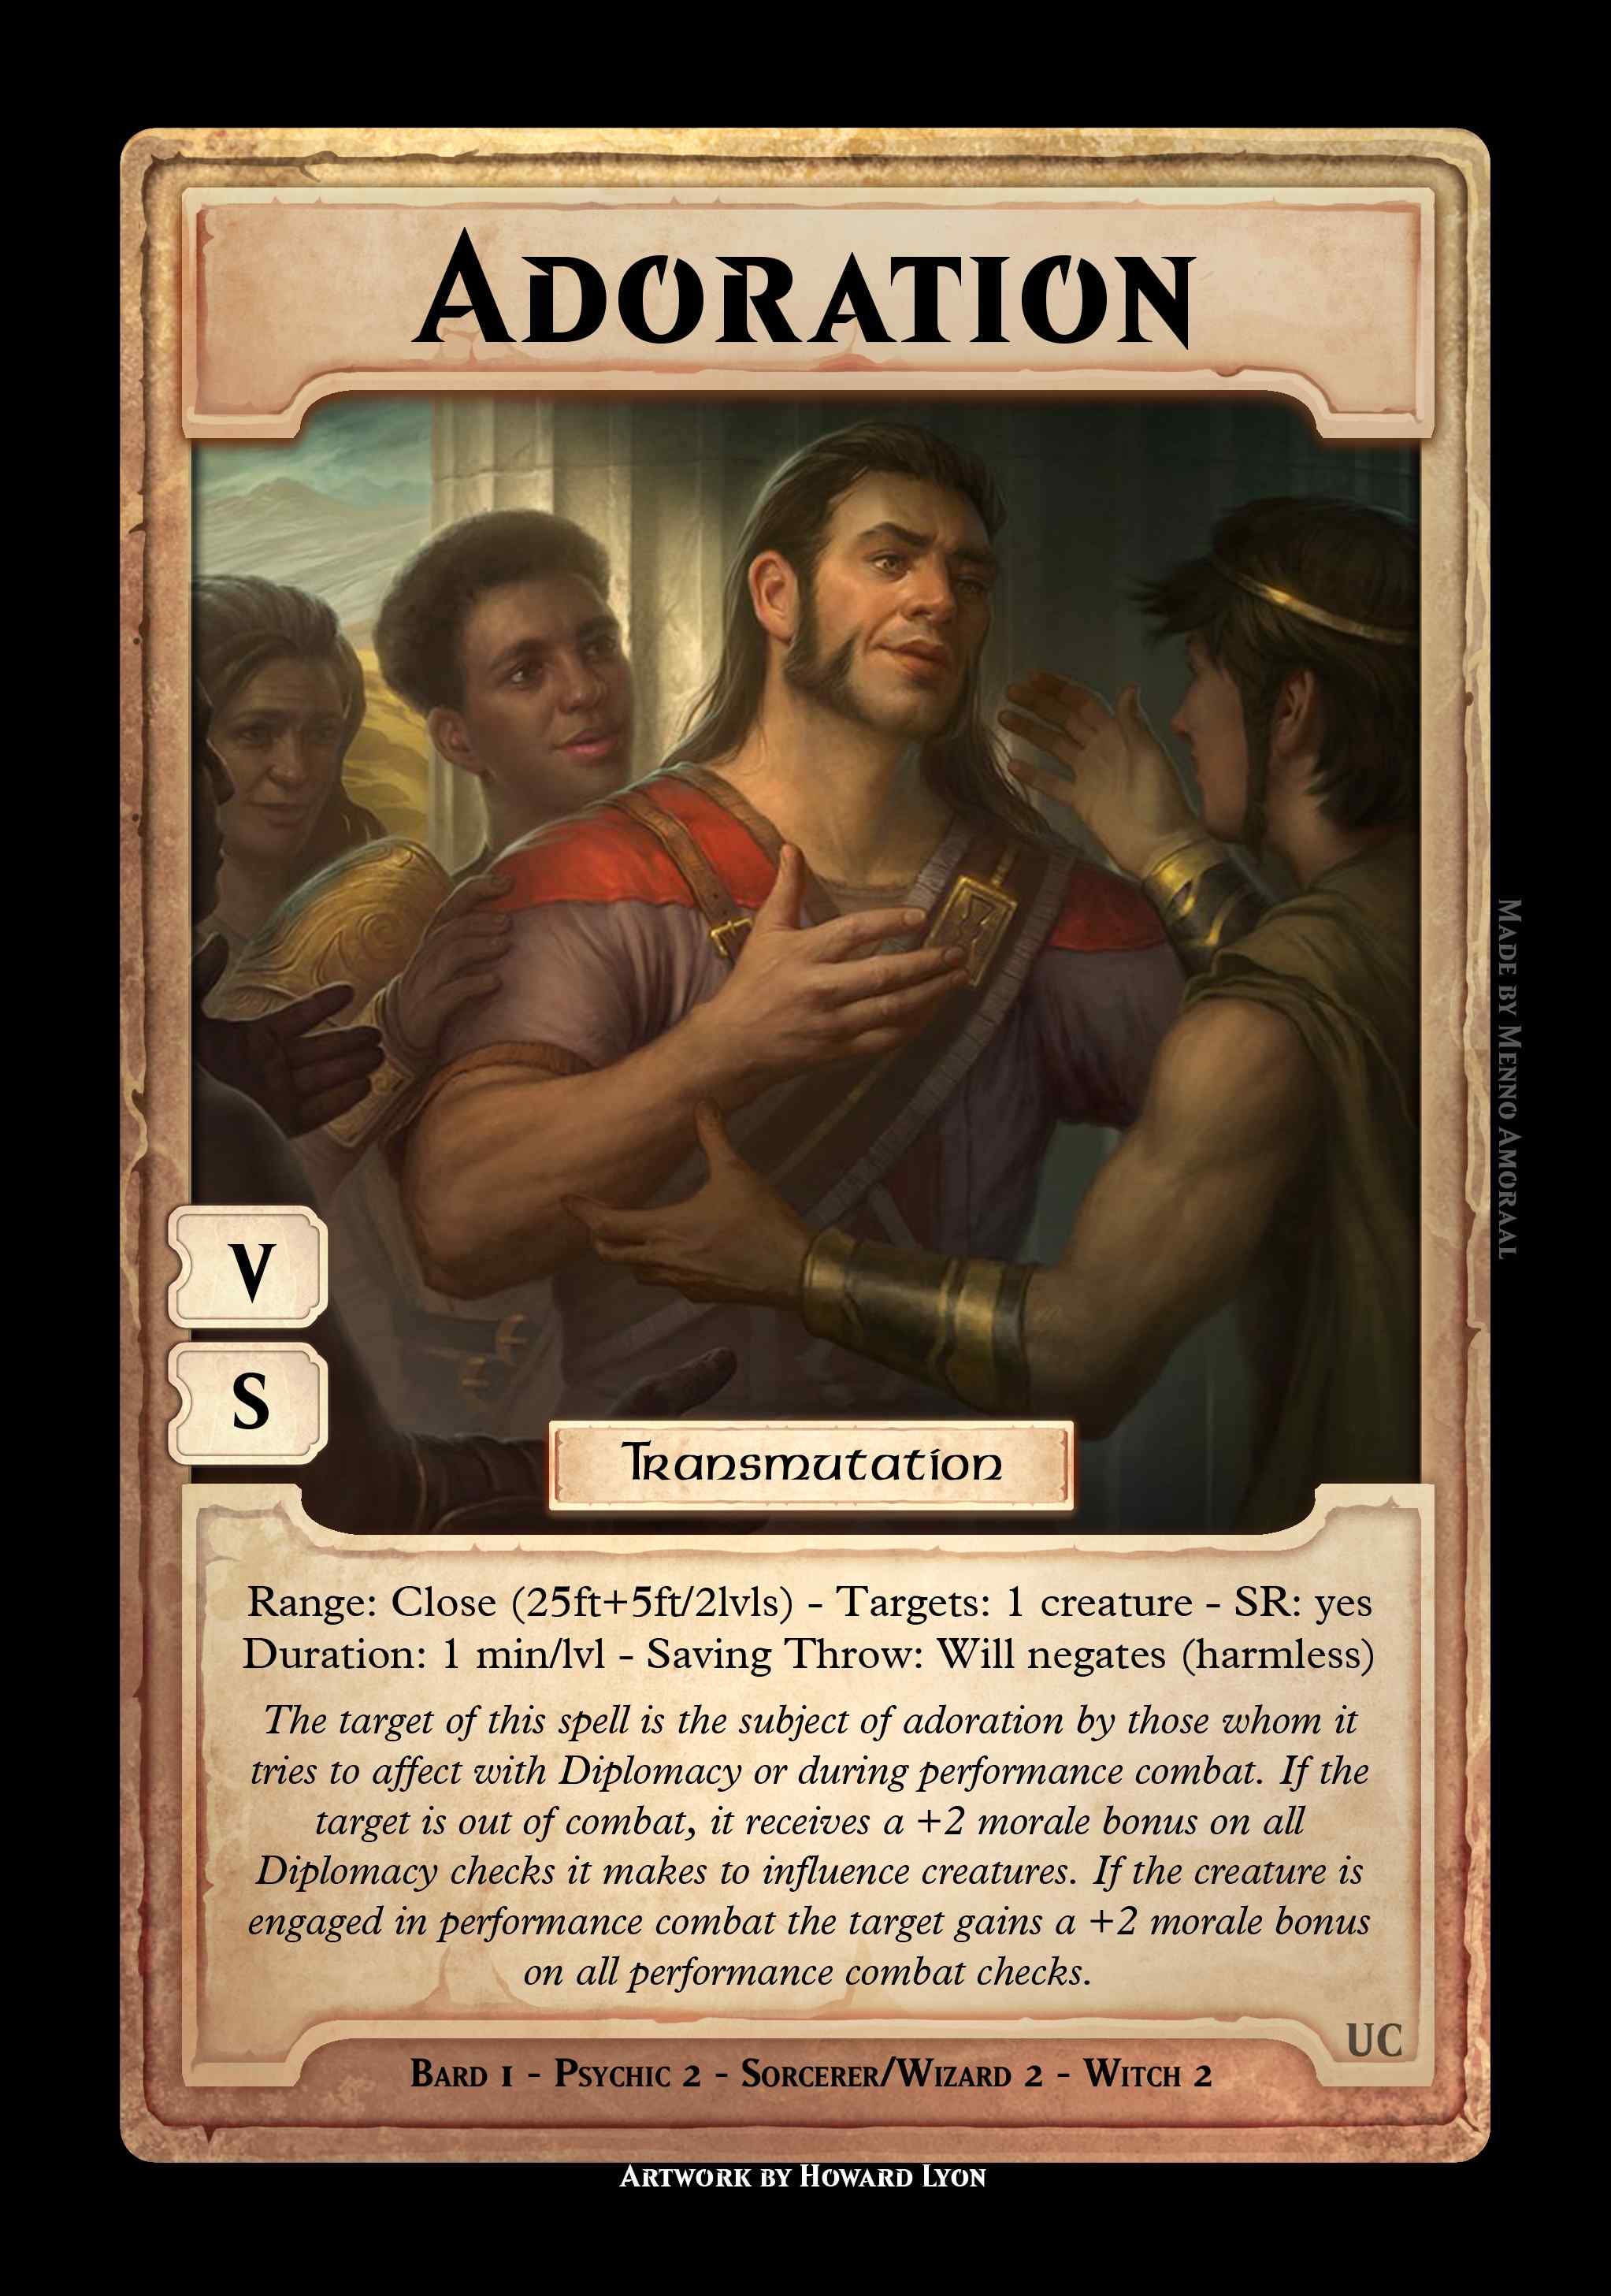 Adoration
V
S
Transmutation
Range: Close (25ft+5ft/2lvls) - Targets: 1 creature - SR: yes
Duration: 1 min/lvl - Saving Throw: Will negates (harmless)
The target of this spell is the subject of adoration by those whom it
tries to affect with Diplomacy or during performance combat. If the
target is out of combat, it receives a +2 morale bonus on all
Diplomacy checks it makes to influence creatures. If the creature is
engaged in performance combat the target gains a +2 morale bonus
on all performance combat checks.
UC
Bard 1 - Psychic 2 - Sorcerer/Wizard 2 - Witch 2
Artwork by Howard Lyon
Made by Menno Amoraal